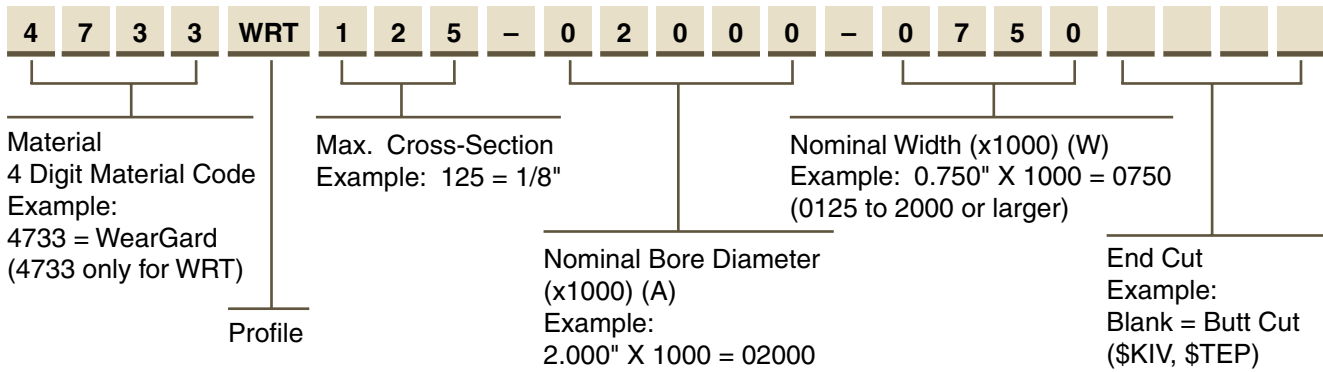 4 7 3 3 WRT 1 2 5 – 0 2 0 0 0 – 0 7 5 0
Material
4 Digit Material Code
Example:
4733 = WearGard
(4733 only for WRT)
Profile
Max. Cross-Section
Example: 125 = 1/8"
Nominal Bore Diameter
(x1000) (A)
Example:
2.000" X 1000 = 02000
Nominal Width (x1000) (W)
Example: 0.750" X 1000 = 0750
(0125 to 2000 or larger)
End Cut
Example:
Blank = Butt Cut
($KIV, $TEP)